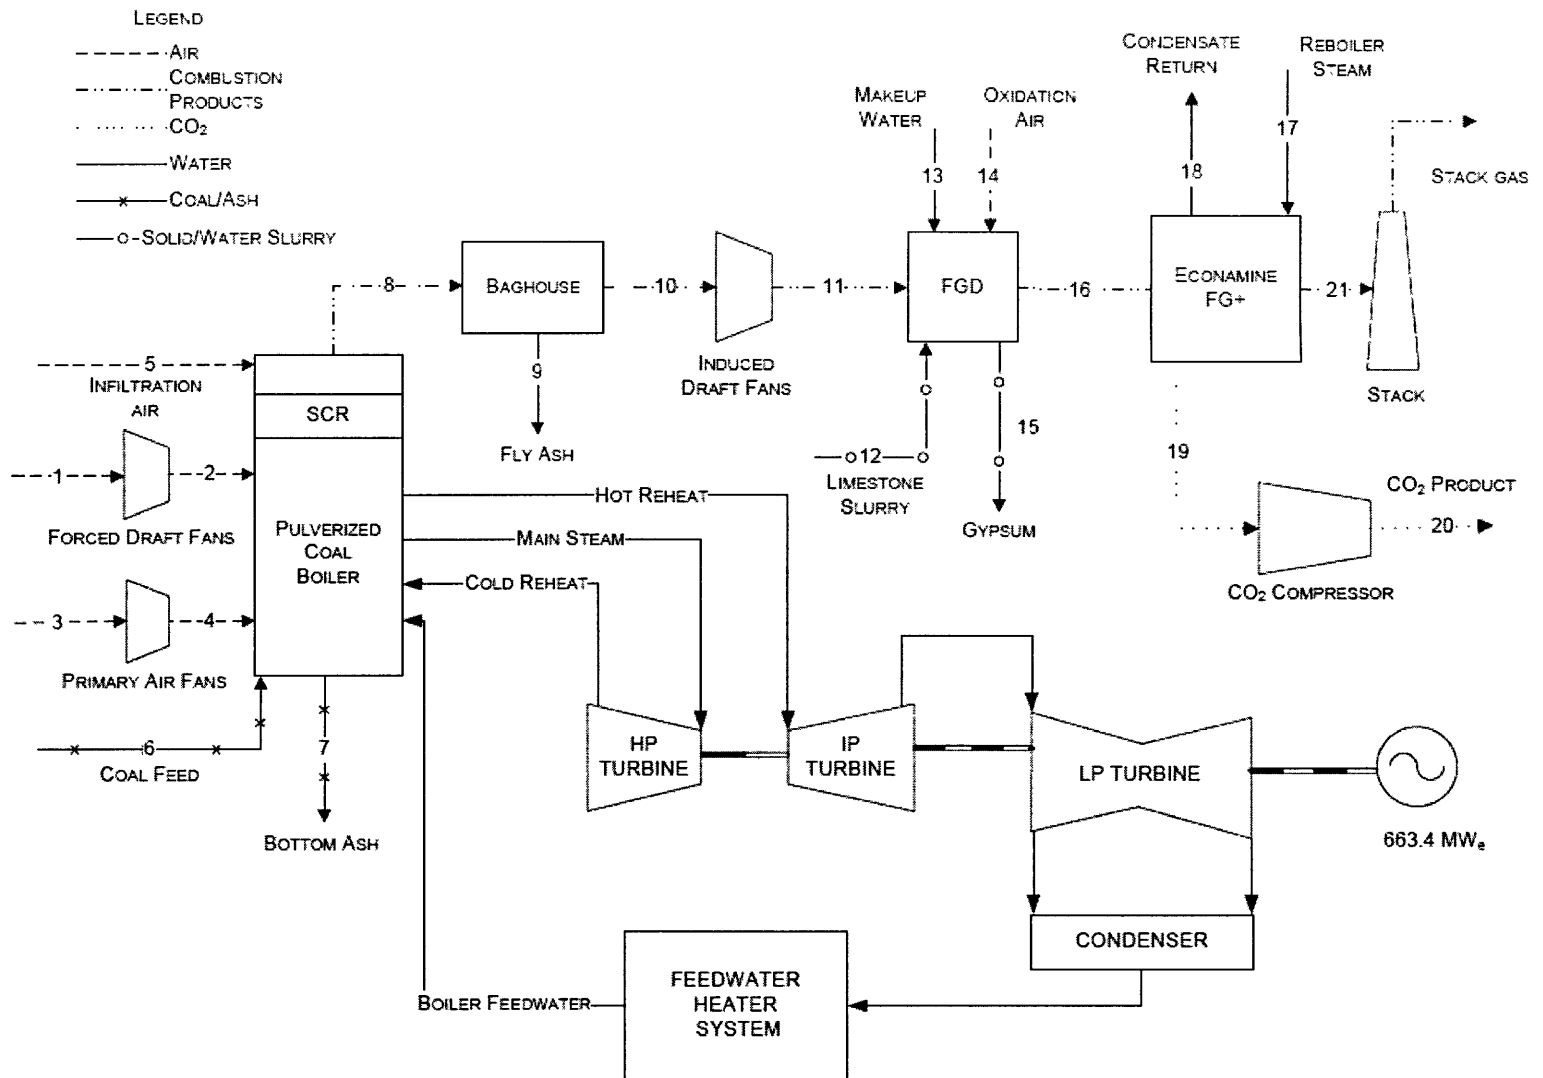 LEGEND
AIR
COMBUSTION
PRODUCTS
CO₂
WATER
COAL/ASH
SOLID/WATER SLURRY
CONDENSATE
RETURN
REBOILER
STEAM
MAKEUP
WATER
OXIDATION
AIR
17
13
14
18
STACK GAS
8
BAGHOUSE
10
11
FGD
16
ECONAMINE
FG+
21
5
INFILTRATION
AIR
9
INDUCED
DRAFT FANS
STACK
SCR
FLY ASH
15
12
LIMESTONE
SLURRY
19
1
2
FORCED DRAFT FANS
HOT REHEAT
GYPSUM
CO₂ PRODUCT
20
PULVERIZED
COAL
BOILER
MAIN STEAM
COLD REHEAT
CO₂ COMPRESSOR
3
4
PRIMARY AIR FANS
6
COAL FEED
7
BOTTOM ASH
HP
TURBINE
IP
TURBINE
LP TURBINE
663.4 MWₑ
CONDENSER
FEEDWATER
HEATER
SYSTEM
BOILER FEEDWATER